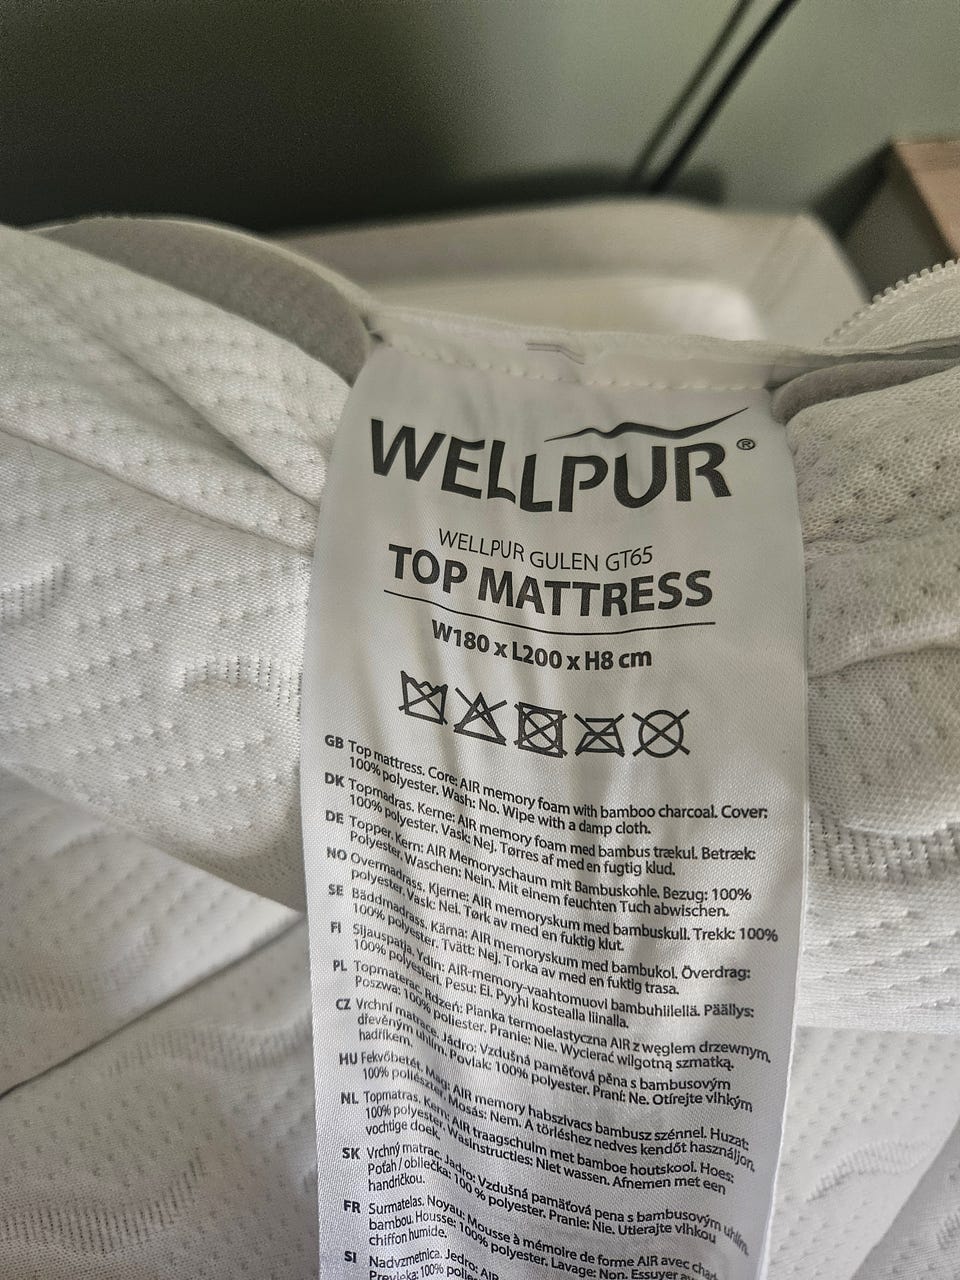 WELLPUR®
WELLPUR GULEN GT65
TOP MATTRESS
W180 x L200 x H8 cm
GB Top mattress. Core: AIR memory foam with bamboo charcoal. Cover:
100% polyester. Wash: No. Wipe with a damp cloth.
DK Topmadras. Kerne: AIR memory foam med bambus trækul. Betræk:
100% polyester. Vask: Nej. Tørres af med en fugtig klud.
DE Topper. Kern: AIR Memoryschaum mit Bambuskohle. Bezug: 100%
Polyester. Waschen: Nein. Mit einem feuchten Tuch abwischen.
NO Overmadrass. Kjerne: AIR memoryskum med bambuskull. Trekk: 100%
polyester. Vask: Nei. Tørk av med en fuktig klut.
SE Bäddmadrass. Kärna: AIR memoryskum med bambukol. Överdrag:
100% polyester. Tvätt: Nej. Torka av med en fuktig trasa.
FI Sijauspatja. Ydin: AIR-memory-vaahtomuovi bambuhiilellä. Päällys:
100% polyesteri. Pesu: Ei. Pyyhi kostealla liinalla.
PL Topmaterac. Rdzeń: Pianka termoelastyczna AIR z węglem drzewnym.
Poszwa: 100% poliester. Pranie: Nie. Wycierać wilgotną szmatką.
CZ Vrchní matrace. Jádro: Vzdušná paměťová pěna s bambusovým
dřevěným uhlím. Povlak: 100% polyester. Praní: Ne. Otírejte vlhkým
hadříkem.
HU Fekvőbetét. Mag: AIR memory habszivacs bambusz szénnel. Huzat:
100% poliészter. Mosás: Nem. A törléshez nedves kendőt használjon.
NL Topmatras. Kern: AIR traagschuim met bamboe houtskool. Hoes:
100% polyester. Wasinstructies: Niet wassen. Afnemen met een
vochtige doek.
SK Vrchný matrac. Jadro: Vzdušná pamäťová pena s bambusovým uhlím.
Poťah / obliečka: 100 % polyester. Pranie: Nie. Utierajte vlhkou
handričkou.
FR Surmatelas. Noyau: Mousse à mémoire de forme AIR avec
bambou. Housse: 100% polyester. Lavage: Non. Essuyer
chiffon humide.
SI Nadvzmetnica. Jedro: AIR
Prevleka: 100%